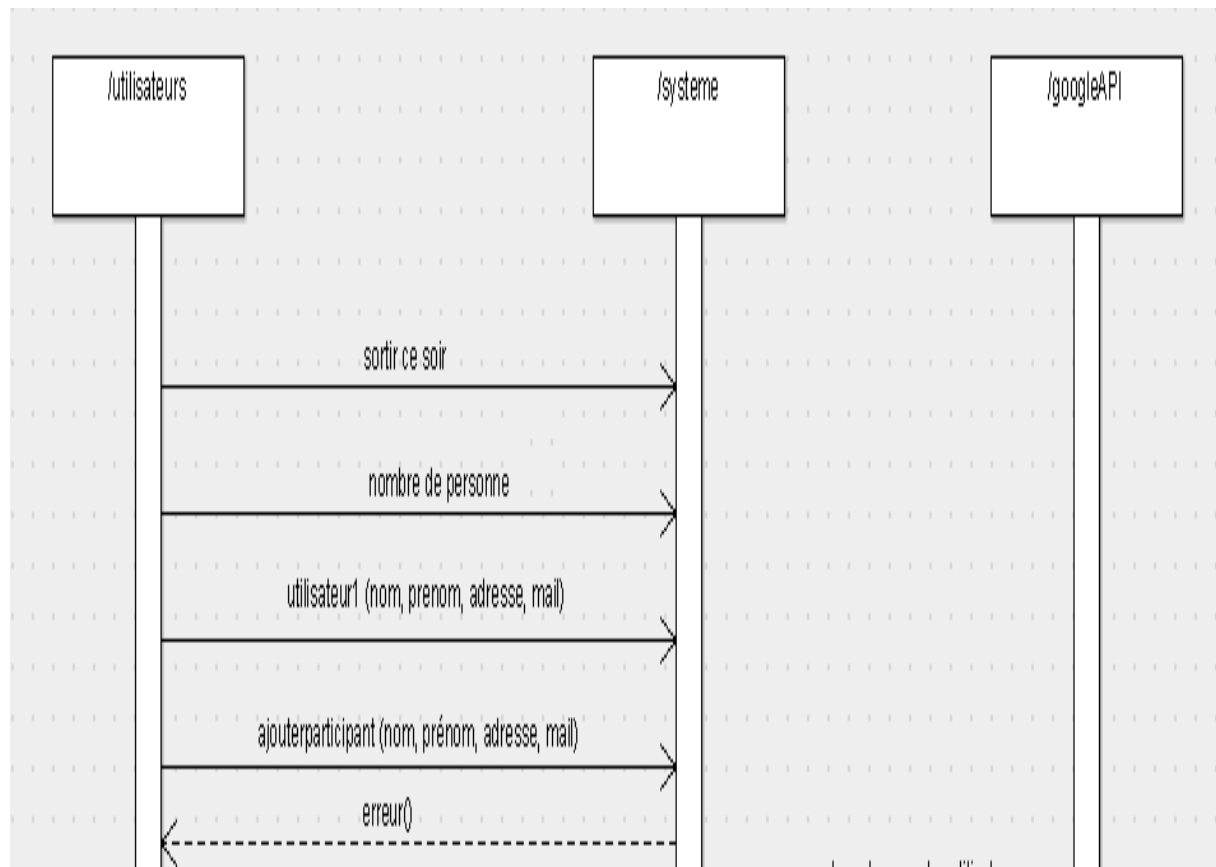 /utilisateurs
/systeme
/googleAPI
sortir ce soir
nombre de personne
utilisateur1 (nom, prenom, adresse, mail)
ajouterparticipant (nom, prénom, adresse, mail)
erreur()